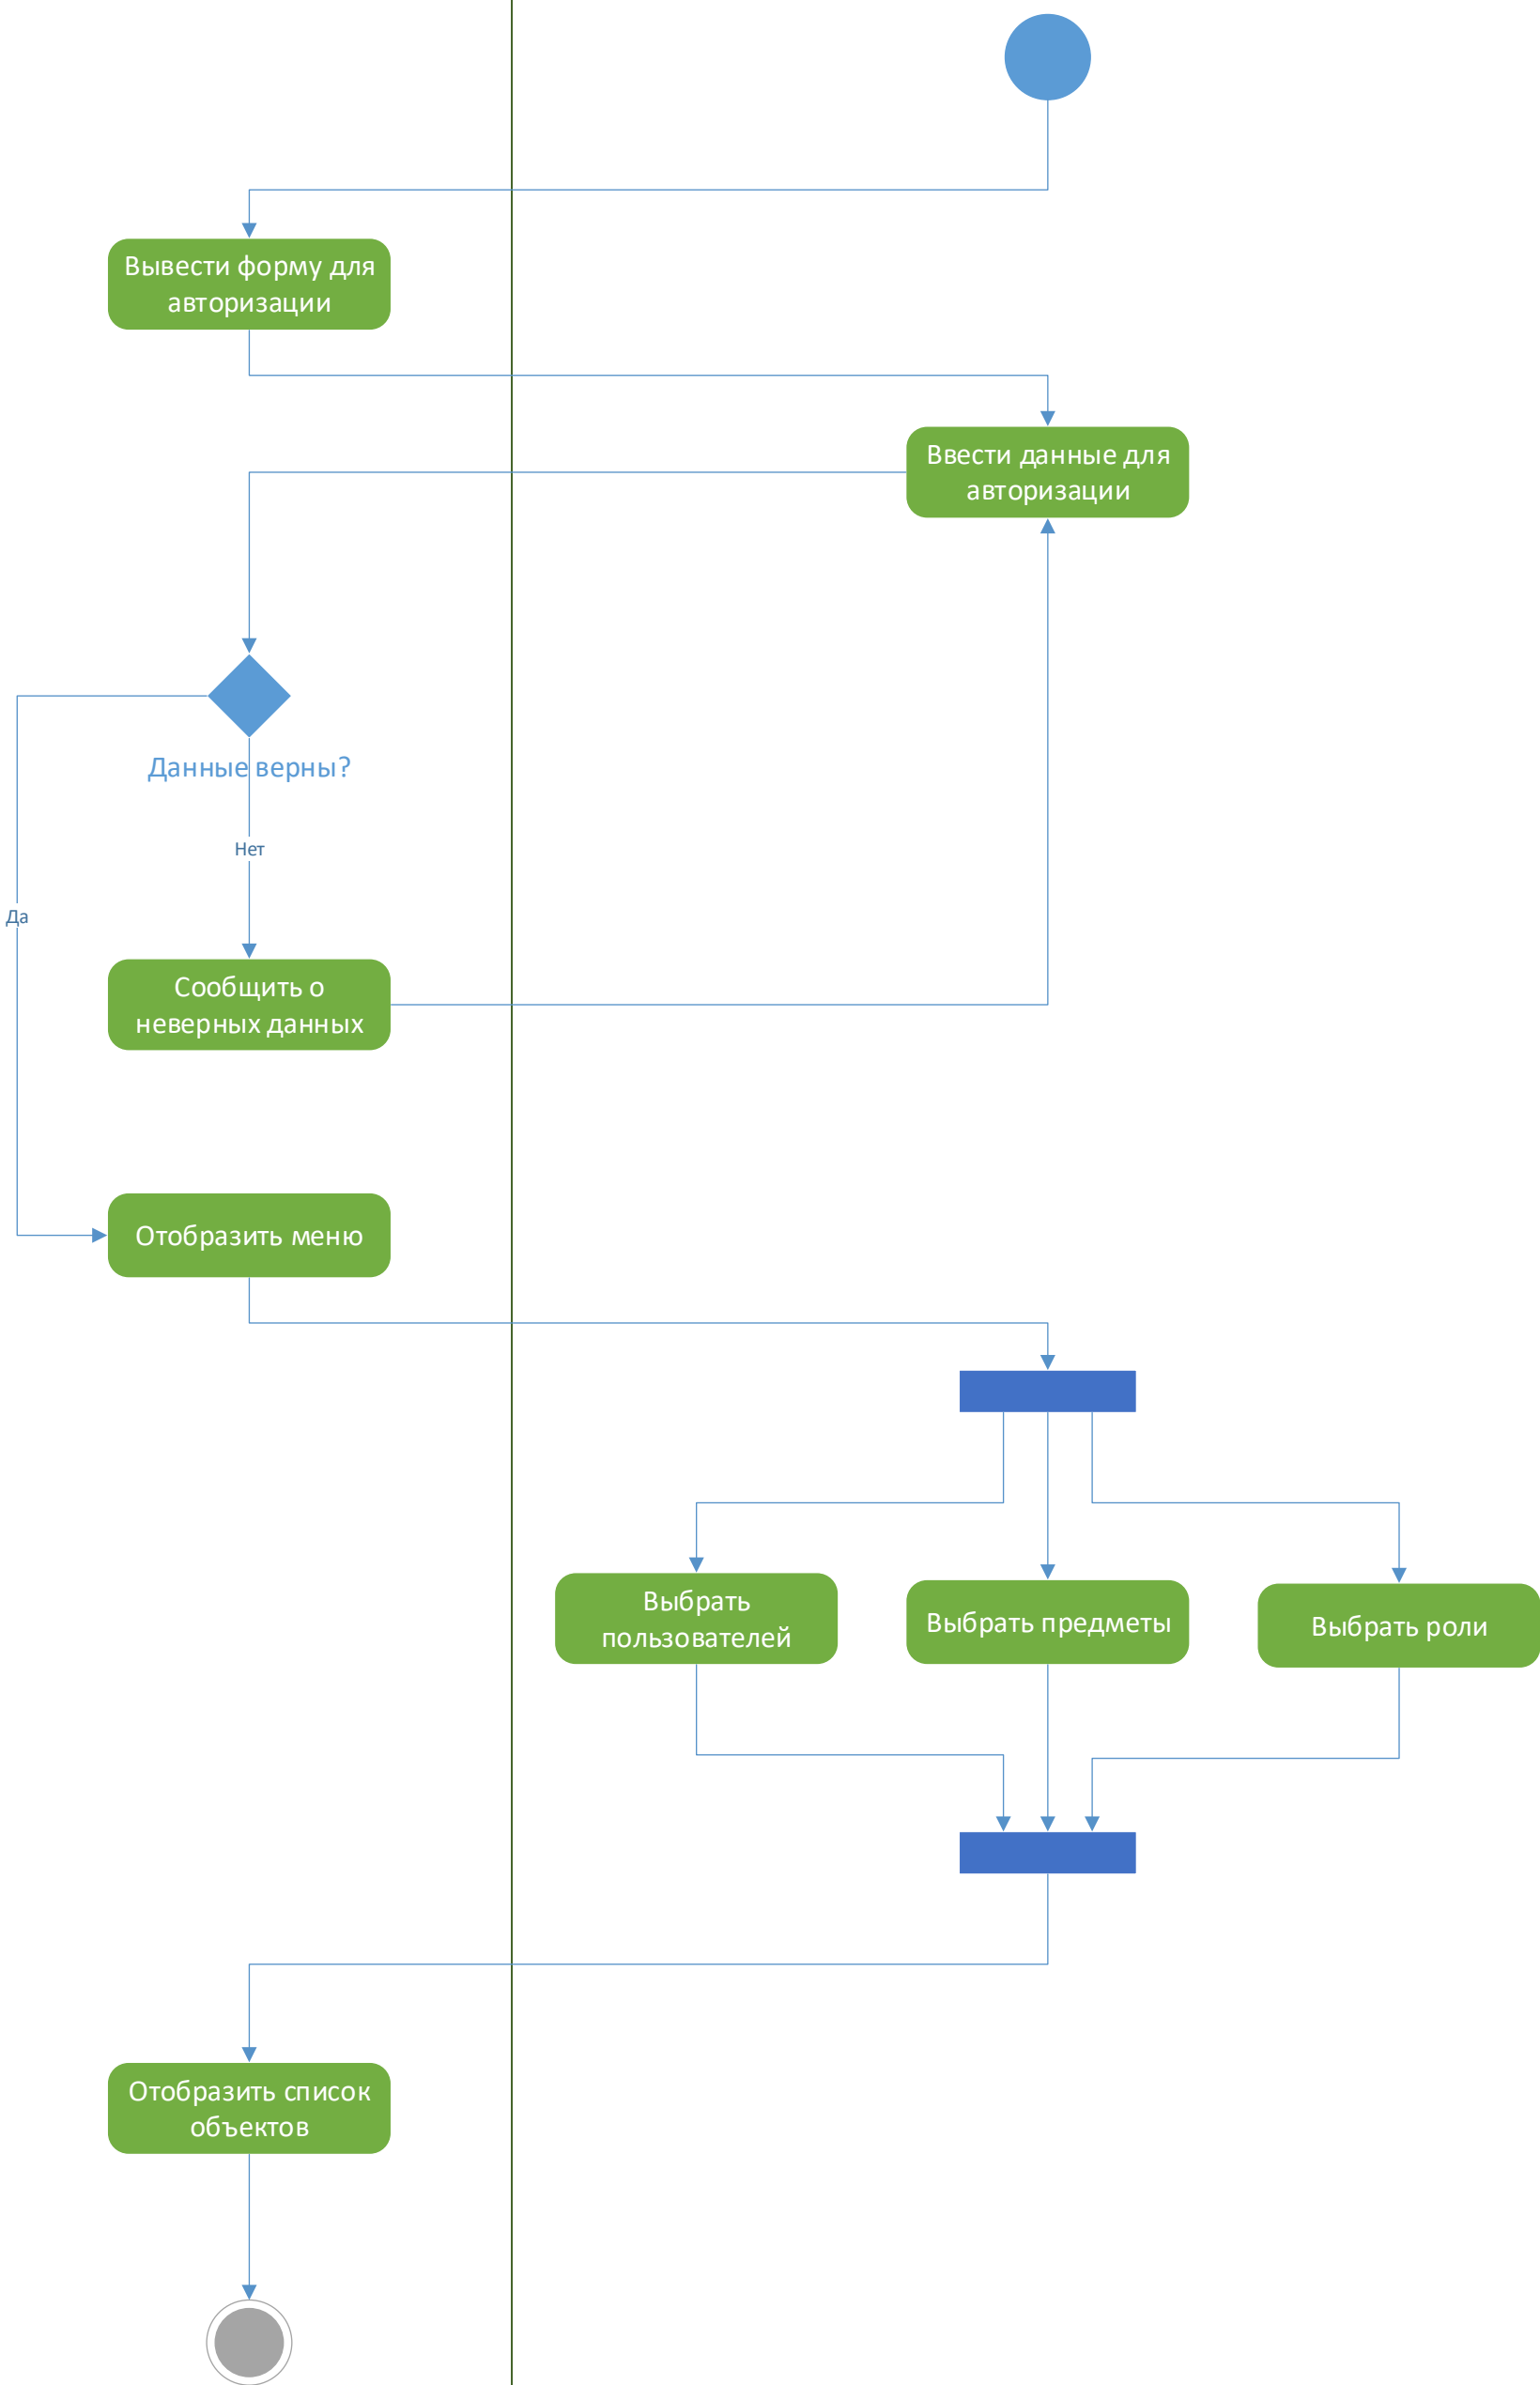 Вывести форму для
авторизации
Ввести данные для
авторизации
Данные верны?
Нет
Да
Сообщить о
неверных данных
Отобразить меню
Выбрать
пользователей
Выбрать предметы
Выбрать роли
Отобразить список
объектов